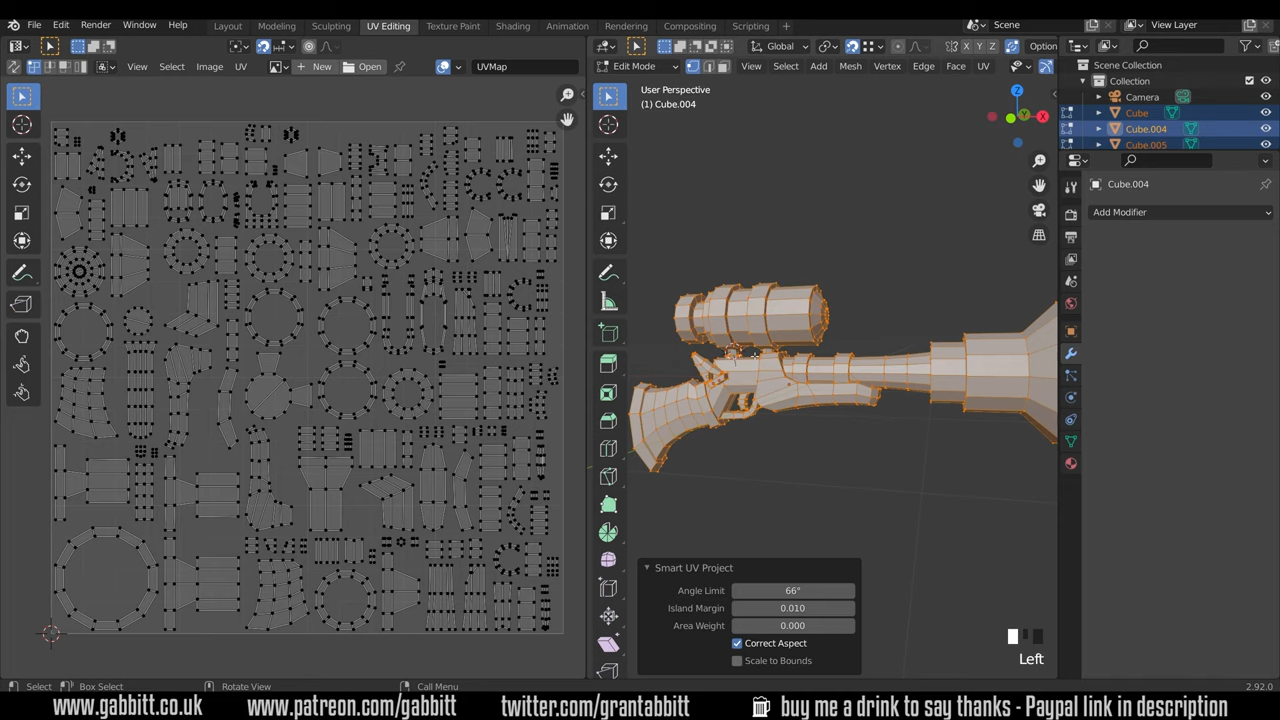 File Edit Render Window Help Layout Modeling Sculpting UV Editing Texture Paint Shading Animation Rendering Compositing Scripting + Scene View Layer
Global X Y Z Option
View Select Image UV + New Open UVMap Edit Mode View Select Add Mesh Vertex Edge Face UV Scene Collection
Collection
User Perspective
(1) Cube.004
Camera
Cube
Cube.004
Cube.005
Z
Y
X
Cube.004
Add Modifier
Smart UV Project
Angle Limit 66°
Island Margin 0.010
Area Weight 0.000
Correct Aspect
Scale to Bounds
Left
Select Box Select Rotate View Call Menu 2.92.0
www.gabbitt.co.uk www.patreon.com/gabbitt twitter.com/grantabbitt buy me a drink to say thanks - Paypal link in description